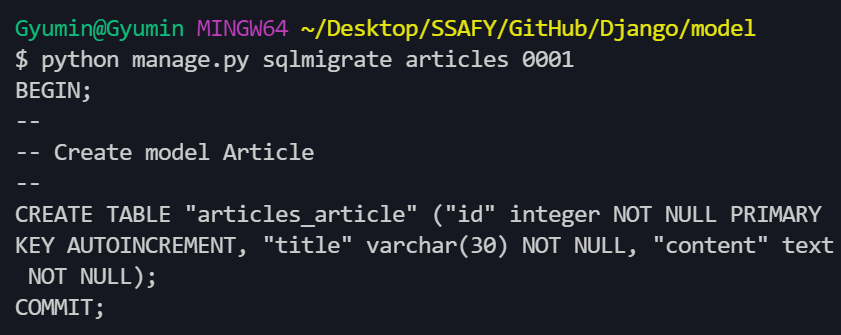 Gyumin@Gyumin MINGW64 ~/Desktop/SSAFY/GitHub/Django/model
$ python manage.py sqlmigrate articles 0001
BEGIN;
--
-- Create model Article
--
CREATE TABLE "articles_article" ("id" integer NOT NULL PRIMARY
KEY AUTOINCREMENT, "title" varchar(30) NOT NULL, "content" text
 NOT NULL);
COMMIT;